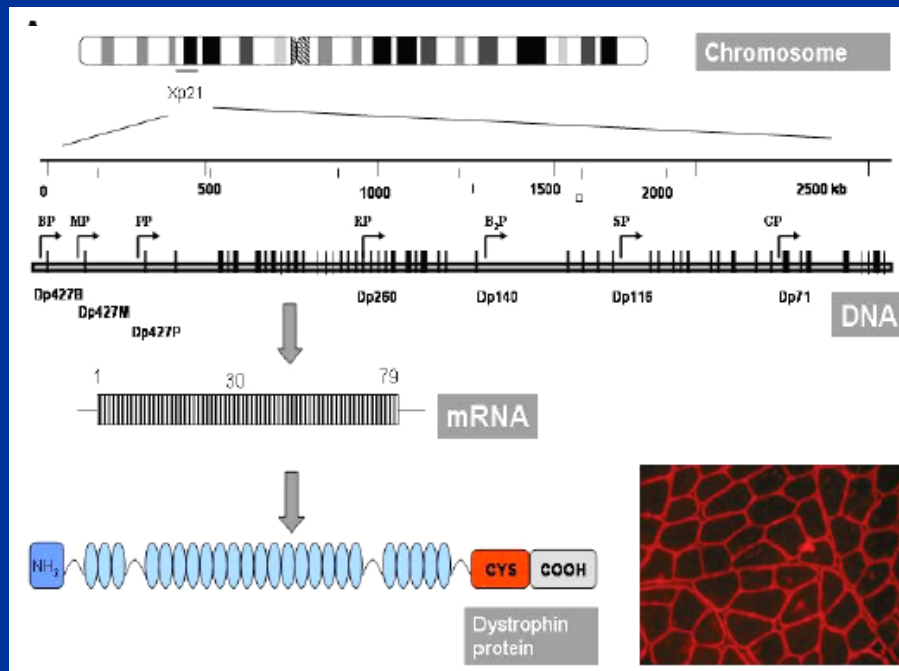 Chromosome
Xp21
0 500 1000 1500 2000 2500 kb
BP MP PP RP B₃P SP GP
Dp427B Dp260 Dp140 Dp116 Dp71
Dp427M
Dp427P
DNA
1 30 79
mRNA
NH₂ CYS COOH
Dystrophin
protein